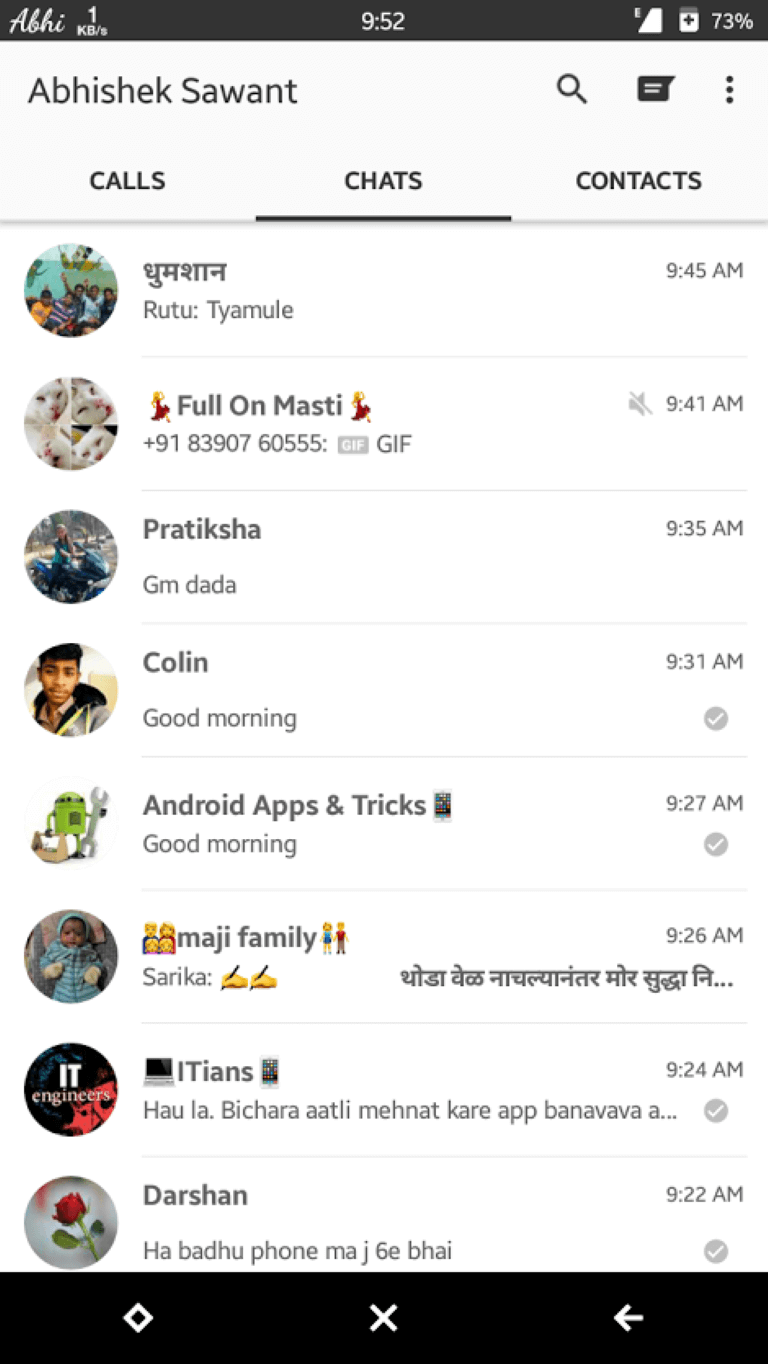 Abhi 1 KB/s 9:52 E 73%
Abhishek Sawant
CALLS CHATS CONTACTS
धुमशान 9:45 AM
Rutu: Tyamule
💃Full On Masti💃 9:41 AM
+91 83907 60555: GIF GIF
Pratiksha 9:35 AM
Gm dada
Colin 9:31 AM
Good morning
Android Apps & Tricks📱 9:27 AM
Good morning
👨‍👩‍👧‍👦maji family👫 9:26 AM
Sarika: ✍✍ थोडा वेळ नाचल्यानंतर मोर सुद्धा नि...
💻ITians📱 9:24 AM
IT
engineers
Hau la. Bichara aatli mehnat kare app banavava a...
Darshan 9:22 AM
Ha badhu phone ma j 6e bhai